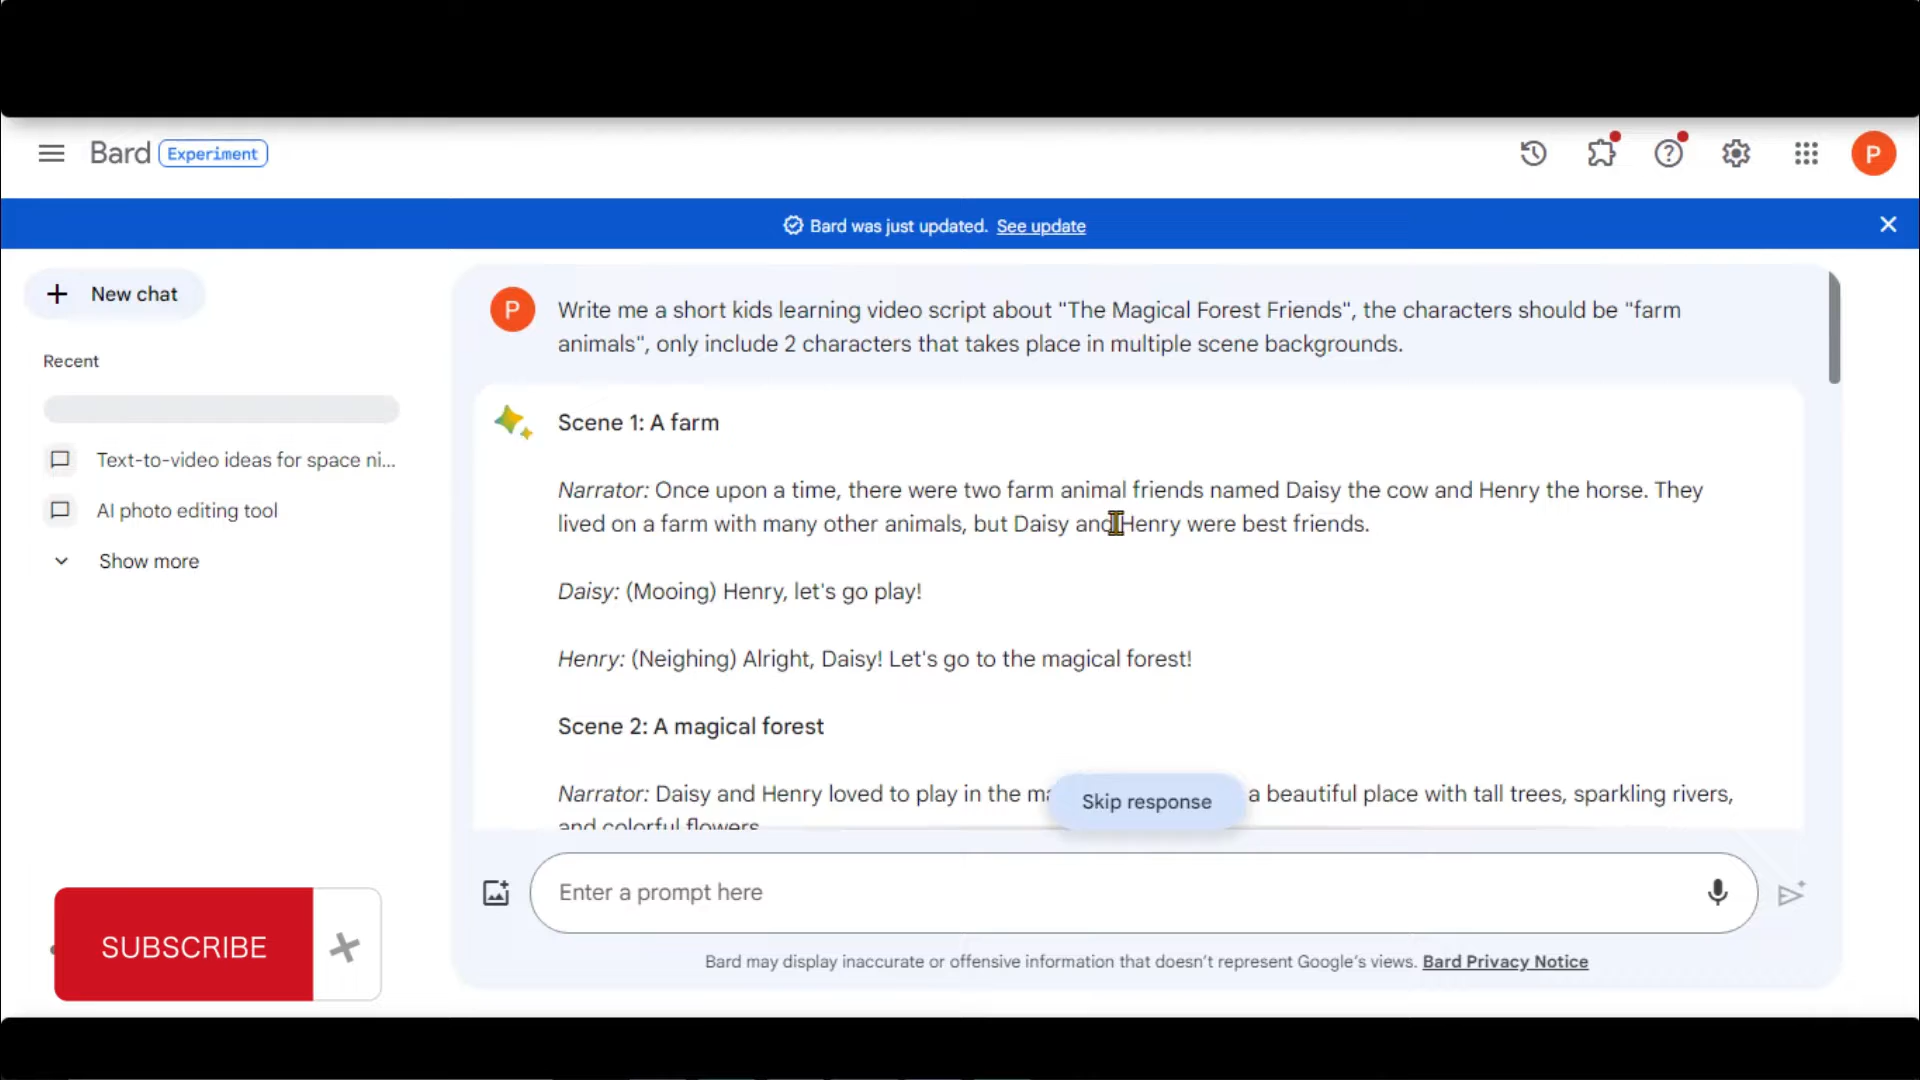 Bard Experiment
P
Bard was just updated. See update
New chat
Recent
Text-to-video ideas for space ni...
AI photo editing tool
Show more
P
Write me a short kids learning video script about "The Magical Forest Friends", the characters should be "farm
animals", only include 2 characters that takes place in multiple scene backgrounds.
Scene 1: A farm
Narrator: Once upon a time, there were two farm animal friends named Daisy the cow and Henry the horse. They
lived on a farm with many other animals, but Daisy and Henry were best friends.
Daisy: (Mooing) Henry, let's go play!
Henry: (Neighing) Alright, Daisy! Let's go to the magical forest!
Scene 2: A magical forest
Narrator: Daisy and Henry loved to play in the a beautiful place with tall trees, sparkling rivers,
and colorful flowers
Skip response
Enter a prompt here
Bard may display inaccurate or offensive information that doesn't represent Google's views. Bard Privacy Notice
SUBSCRIBE